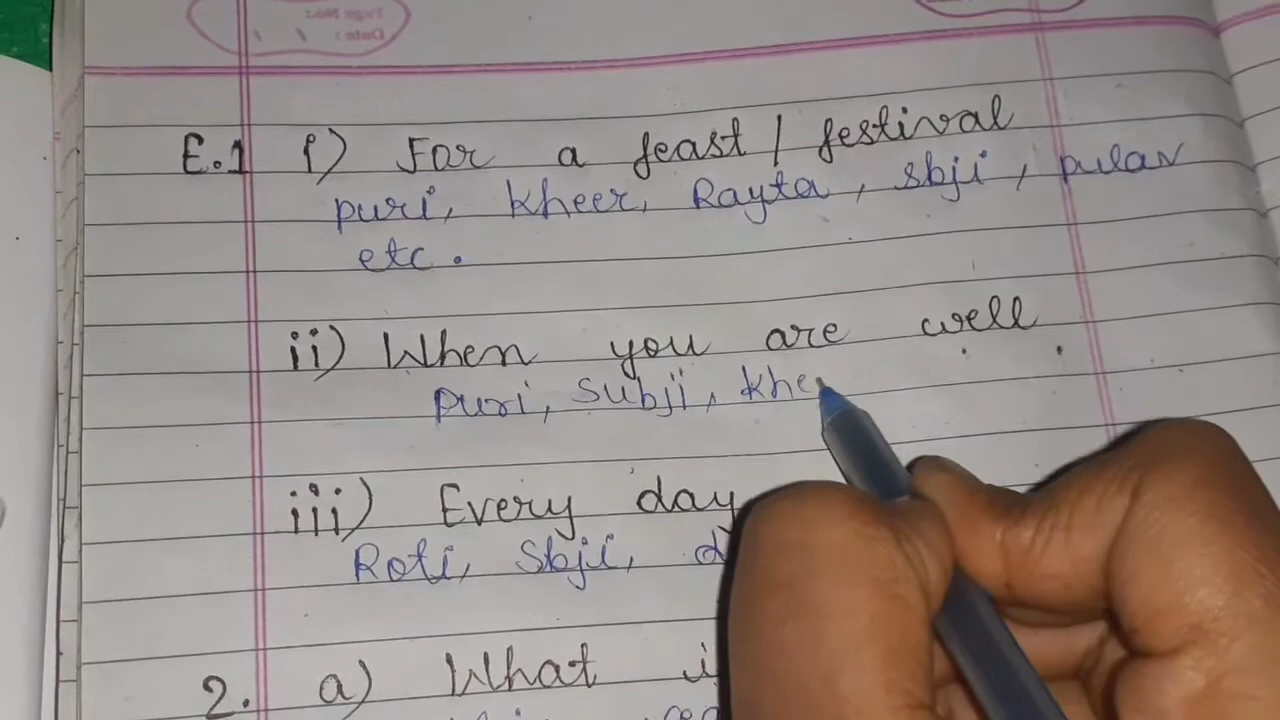 E.1 i) For a feast / festival
puri, kheer, Rayta, sbji, pulav
etc.
ii) When you are well
puri, subji, khe
iii) Every day
Roti, Sbji, d
2. a) What i